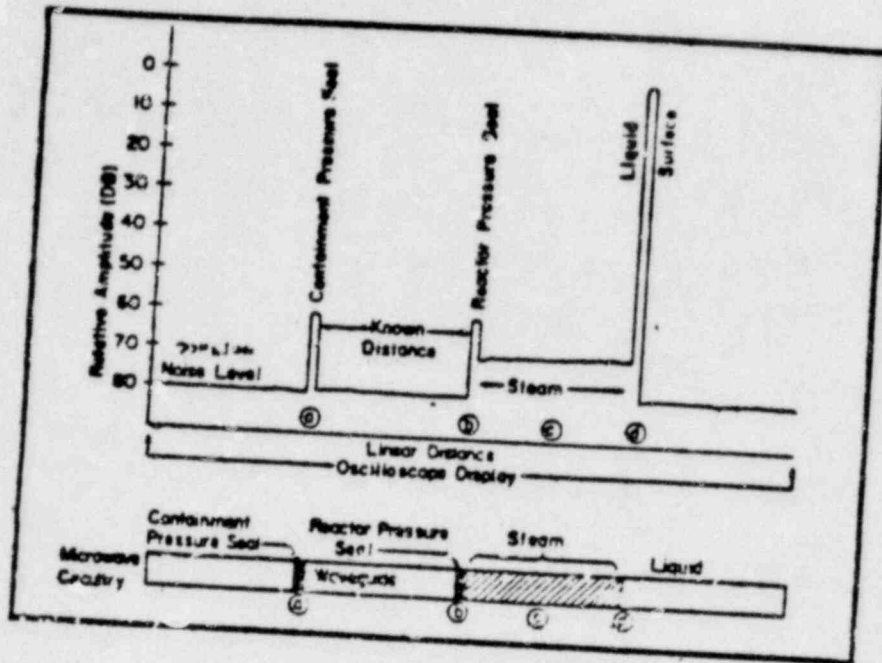 Relative Amplitude (DB)
0
10
20
30
40
50
60
70
80
Noise Level
Containment Pressure Seal
Known
Distance
Reactor Pressure Seal
Steam
Liquid
Surface
ⓐ
ⓑ
ⓒ
ⓓ
Linear Distance
Oscilloscope Display
Containment
Pressure Seal
Reactor Pressure
Seal
Steam
Liquid
Microwave
Circuitry
Waveguide
ⓐ
ⓑ
ⓒ
ⓓ